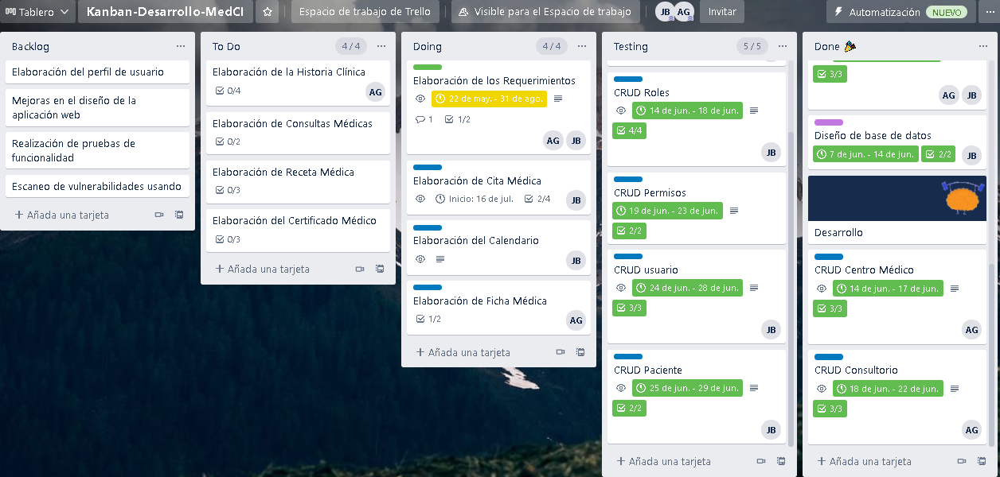 Tablero
Kanban-Desarrollo-MedCI
Espacio de trabajo de Trello
Visible para el Espacio de trabajo
JB
AG
Invitar
Automatización
NUEVO
Backlog
Elaboración del perfil de usuario
Mejoras en el diseño de la
aplicación web
Realización de pruebas de
funcionalidad
Escaneo de vulnerabilidades usando
+ Añada una tarjeta
To Do
4 / 4
Elaboración de la Historia Clínica
0/4
AG
Elaboración de Consultas Médicas
0/2
Elaboración de Receta Médica
0/3
Elaboración del Certificado Médico
0/3
+ Añada una tarjeta
Doing
4 / 4
Elaboración de los Requerimientos
22 de may. - 31 de ago.
1
1/2
AG
JB
Elaboración de Cita Médica
Inicio: 16 de jul.
2/4
JB
Elaboración del Calendario
JB
Elaboración de Ficha Médica
1/2
AG
+ Añada una tarjeta
Testing
5 / 5
CRUD Roles
14 de jun. - 18 de jun.
4/4
JB
CRUD Permisos
19 de jun. - 23 de jun.
2/2
CRUD usuario
24 de jun. - 28 de jun.
3/3
JB
CRUD Paciente
25 de jun. - 29 de jun.
2/2
JB
+ Añada una tarjeta
Done
3/3
AG
JB
Diseño de base de datos
7 de jun. - 14 de jun.
2/2
JB
Desarrollo
CRUD Centro Médico
14 de jun. - 17 de jun.
3/3
AG
CRUD Consultorio
18 de jun. - 22 de jun.
3/3
AG
+ Añada una tarjeta